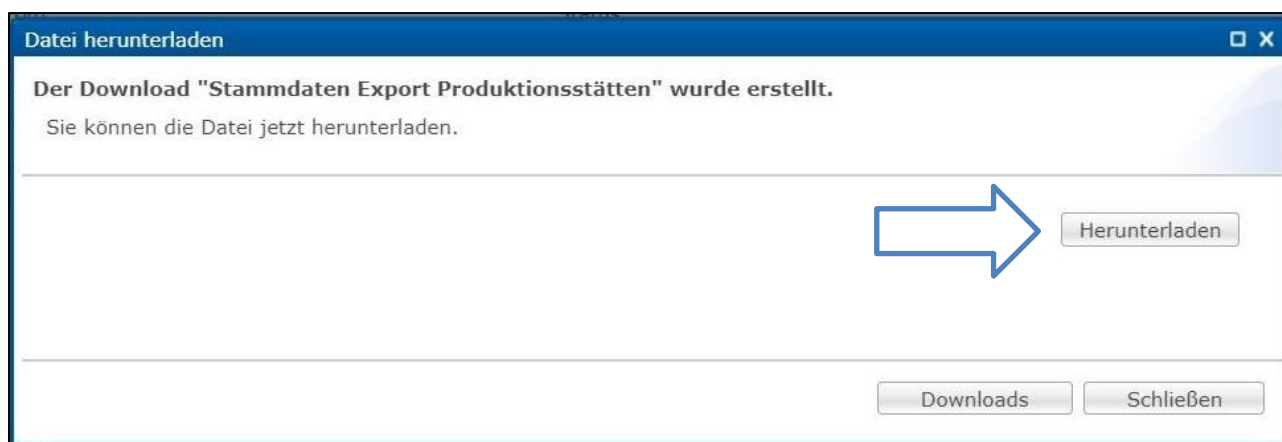 Datei herunterladen
Der Download "Stammdaten Export Produktionsstätten" wurde erstellt.
Sie können die Datei jetzt herunterladen.
Herunterladen
Downloads Schließen